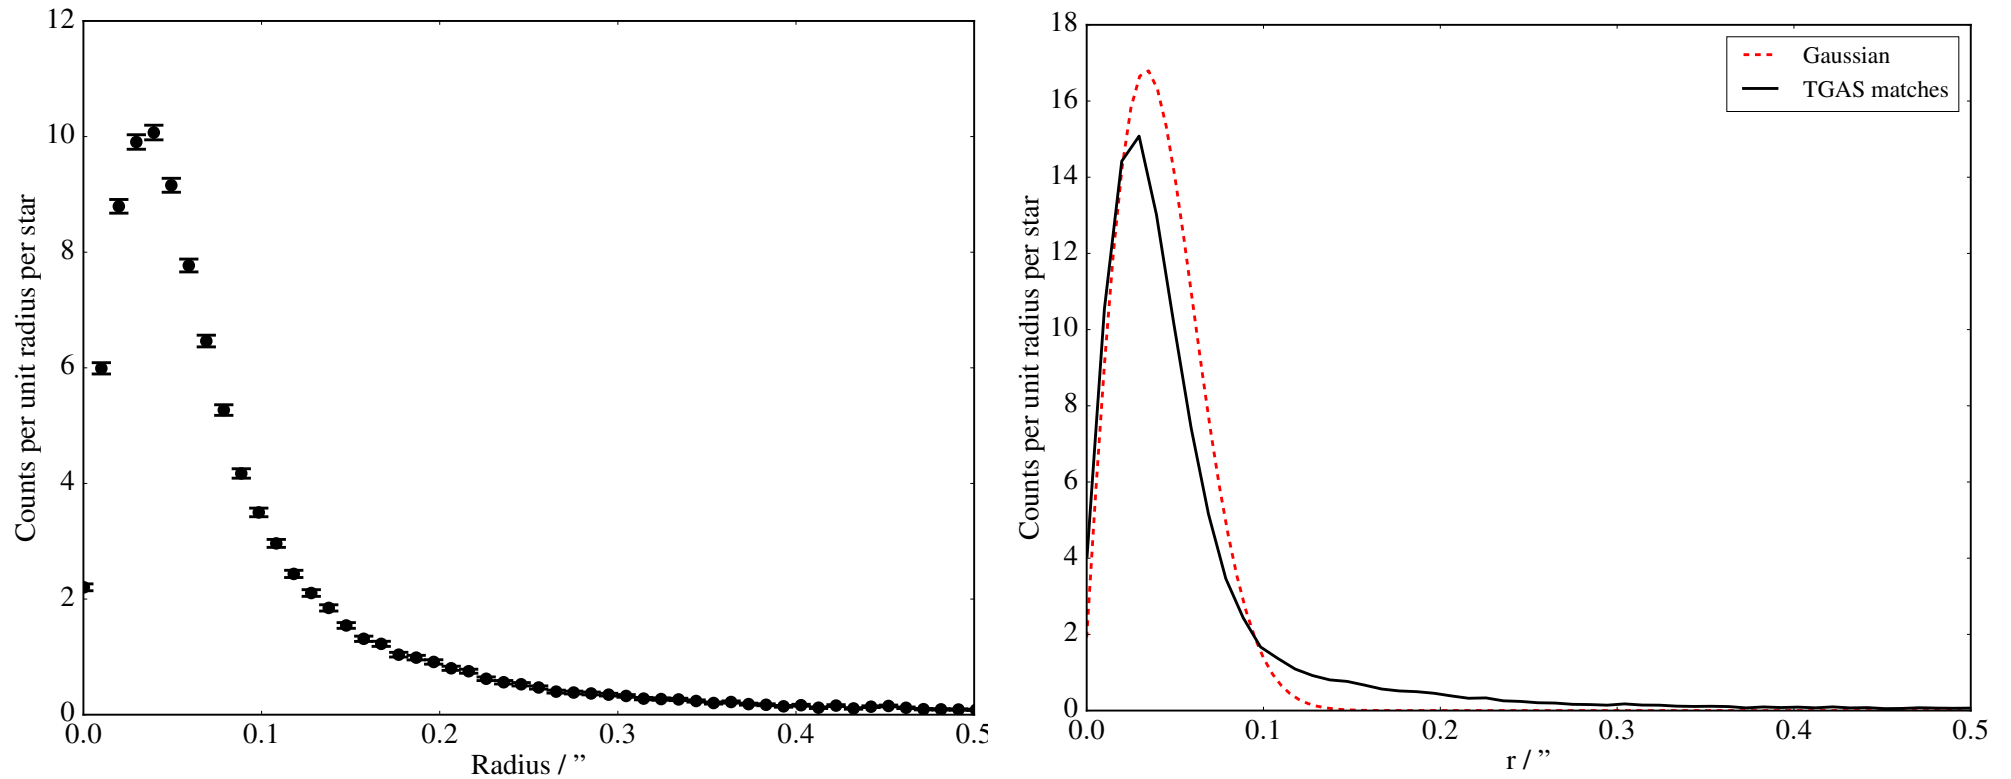 12
10
8
6
4
2
0
Counts per unit radius per star
0.0 0.1 0.2 0.3 0.4 0.5
Radius / ”
18
16
14
12
10
8
6
4
2
0
Counts per unit radius per star
Gaussian
TGAS matches
0.0 0.1 0.2 0.3 0.4 0.5
r / ”